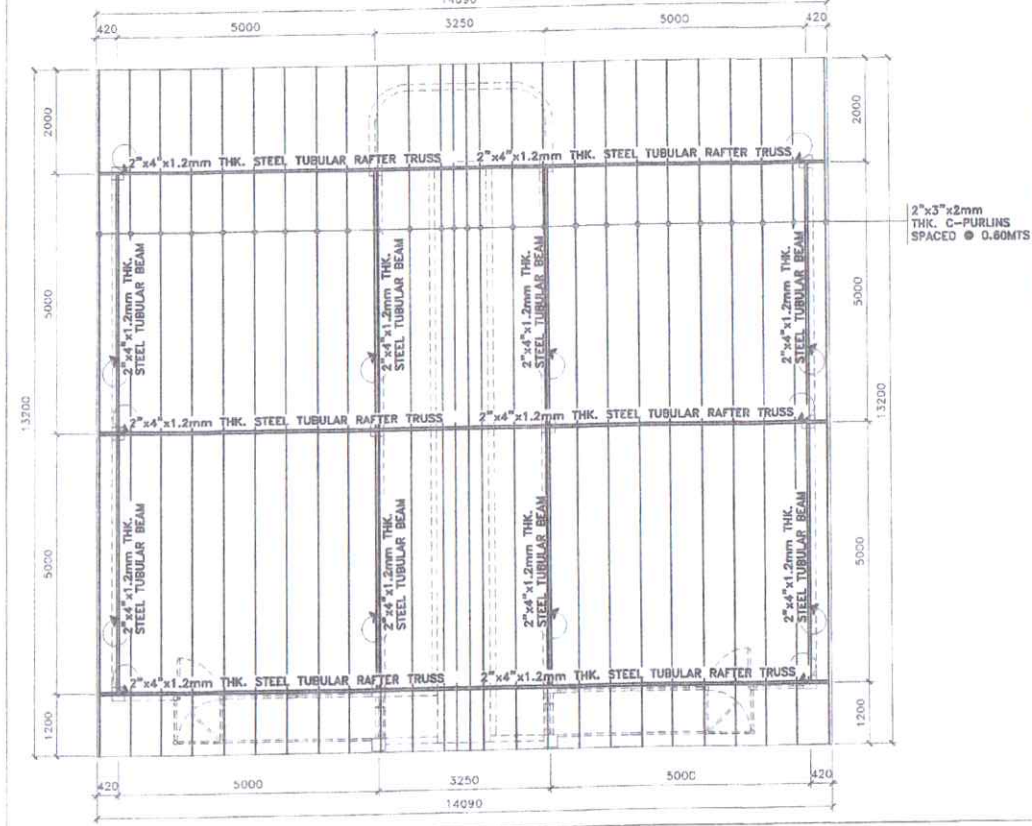 14090
420 5000 3250 5000 420
2000 2000
2"x4"x1.2mm THK. STEEL TUBULAR RAFTER TRUSS 2"x4"x1.2mm THK. STEEL TUBULAR RAFTER TRUSS
2"x3"x2mm
THK. C-PURLINS
SPACED @ 0.60MTS
2"x4"x1.2mm THK.
STEEL TUBULAR BEAM
2"x4"x1.2mm THK.
STEEL TUBULAR BEAM
2"x4"x1.2mm THK.
STEEL TUBULAR BEAM
2"x4"x1.2mm THK.
STEEL TUBULAR BEAM
5000 5000
13200 13200
2"x4"x1.2mm THK. STEEL TUBULAR RAFTER TRUSS 2"x4"x1.2mm THK. STEEL TUBULAR RAFTER TRUSS
2"x4"x1.2mm THK.
STEEL TUBULAR BEAM
2"x4"x1.2mm THK.
STEEL TUBULAR BEAM
2"x4"x1.2mm THK.
STEEL TUBULAR BEAM
2"x4"x1.2mm THK.
STEEL TUBULAR BEAM
5000 5000
2"x4"x1.2mm THK. STEEL TUBULAR RAFTER TRUSS 2"x4"x1.2mm THK. STEEL TUBULAR RAFTER TRUSS
1200 1200
420 5000 3250 5000 420
14090